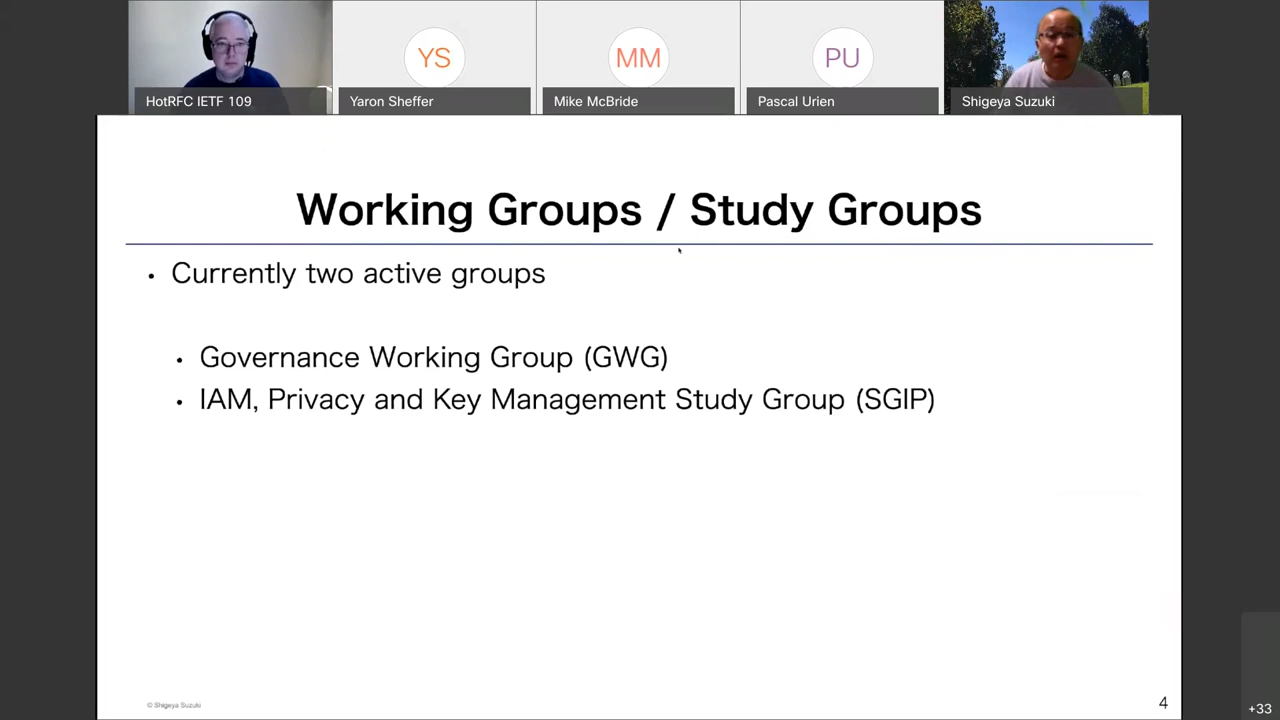 YS
MM
PU
HotRFC IETF 109
Yaron Sheffer
Mike McBride
Pascal Urien
Shigeya Suzuki
Working Groups / Study Groups
• Currently two active groups
• Governance Working Group (GWG)
• IAM, Privacy and Key Management Study Group (SGIP)
© Shigeya Suzuki
4
+33